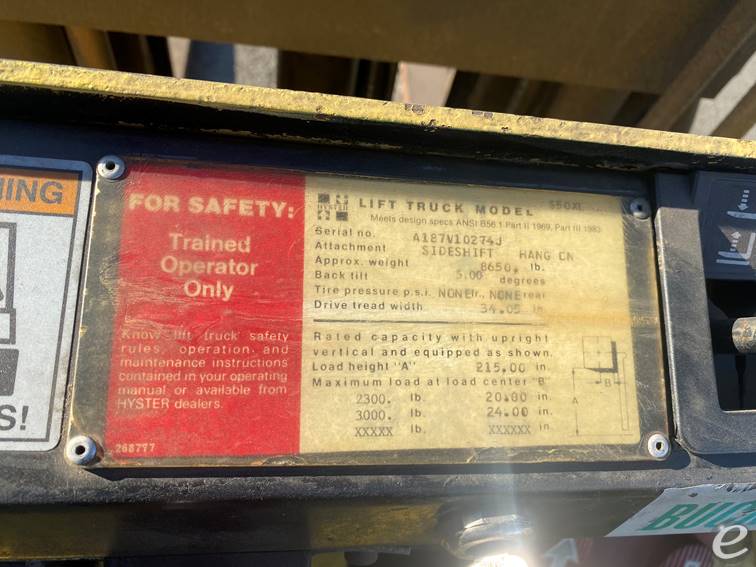 NING
S!
FOR SAFETY:
Trained
Operator
Only
Know lift truck safety
rules, operation, and
maintenance instructions
contained in your operating
manual or available from
HYSTER dealers.
268777
HYSTER
LIFT TRUCK MODEL S50XL
Meets design specs ANSI B56.1 Part II 1969, Part III 1983
Serial no. A187V10274J
Attachment SIDESHIFT HANG ON
Approx. weight 8650. lb.
Back tilt 5.00 degrees
Tire pressure p.s.i. NONE fr., NONE rear
Drive tread width 34.05 in
Rated capacity with upright
vertical and equipped as shown.
Load height "A" 215.00 in.
Maximum load at load center "B"
2300. lb. 20.00 in.
3000. lb. 24.00 in.
XXXXX lb. XXXXXX in
B
A
BUC
e